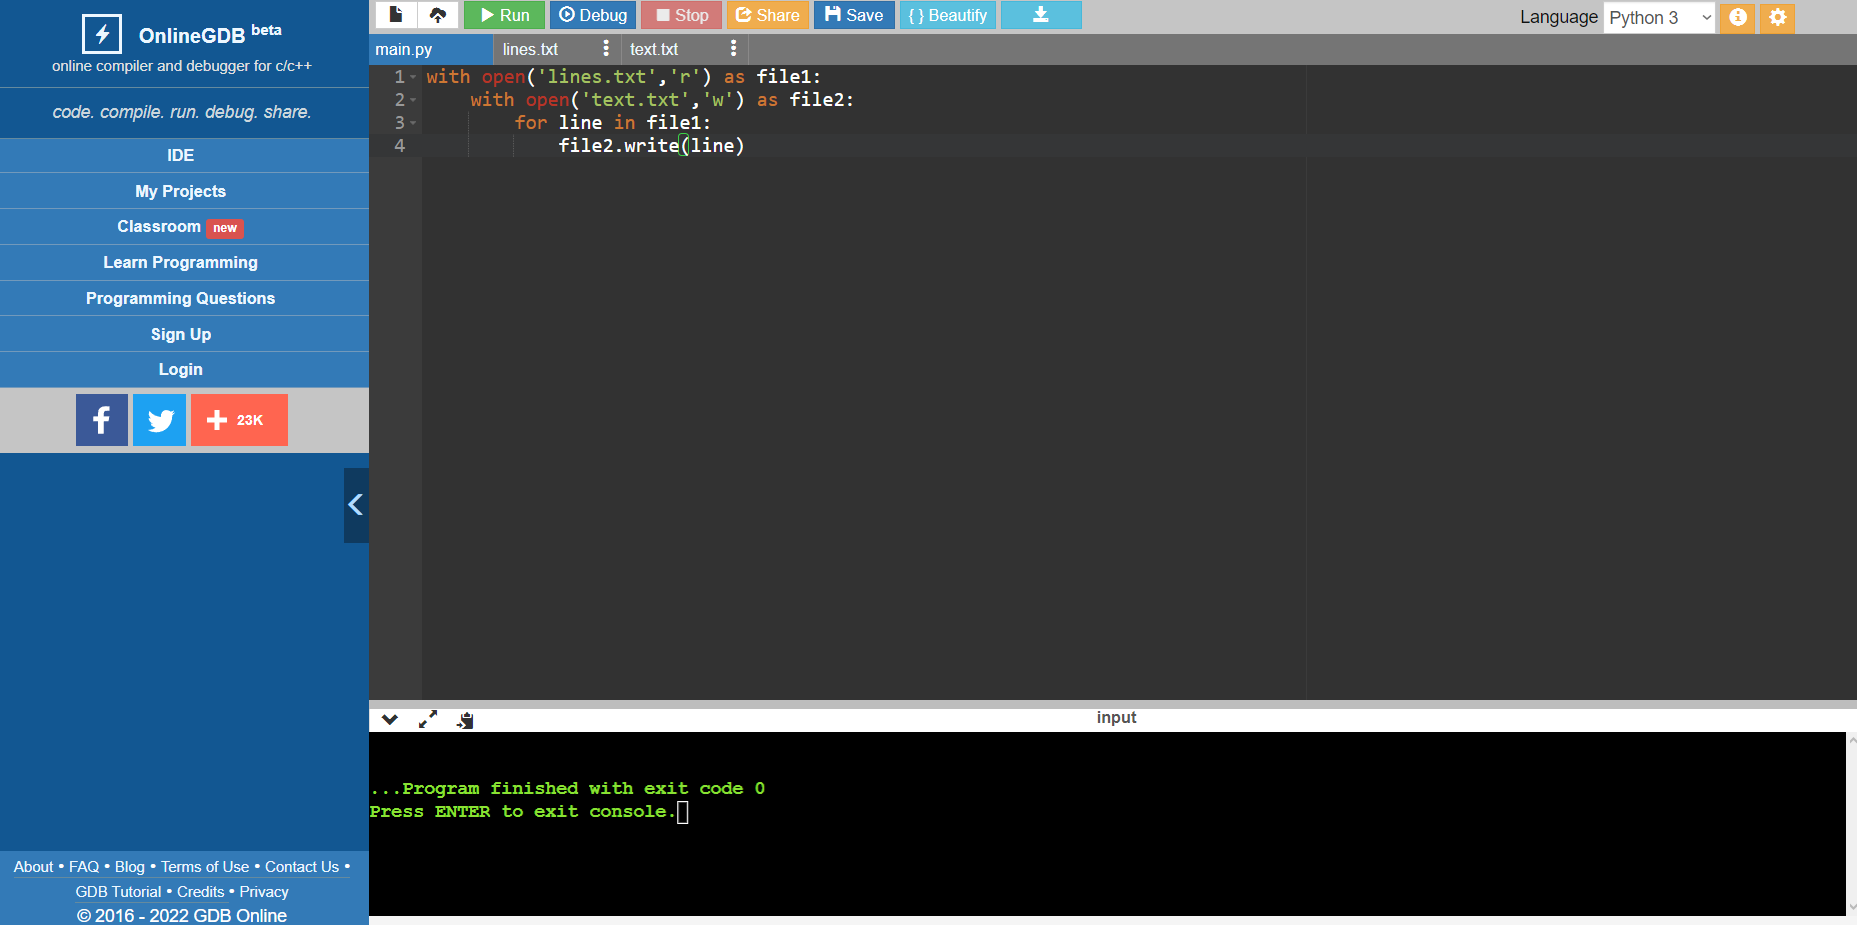 OnlineGDB beta
online compiler and debugger for c/c++
code. compile. run. debug. share.
IDE
My Projects
Classroom new
Learn Programming
Programming Questions
Sign Up
Login
23K
About • FAQ • Blog • Terms of Use • Contact Us •
GDB Tutorial • Credits • Privacy
© 2016 - 2022 GDB Online
Run Debug Stop Share Save { } Beautify
Language Python 3
main.py lines.txt text.txt
1 with open('lines.txt','r') as file1:
2     with open('text.txt','w') as file2:
3         for line in file1:
4             file2.write(line)
input
...Program finished with exit code 0
Press ENTER to exit console.